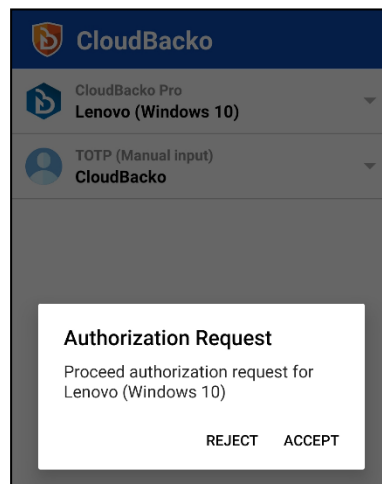 CloudBacko
CloudBacko Pro
Lenovo (Windows 10)
TOTP (Manual input)
CloudBacko
Authorization Request
Proceed authorization request for
Lenovo (Windows 10)
REJECT ACCEPT